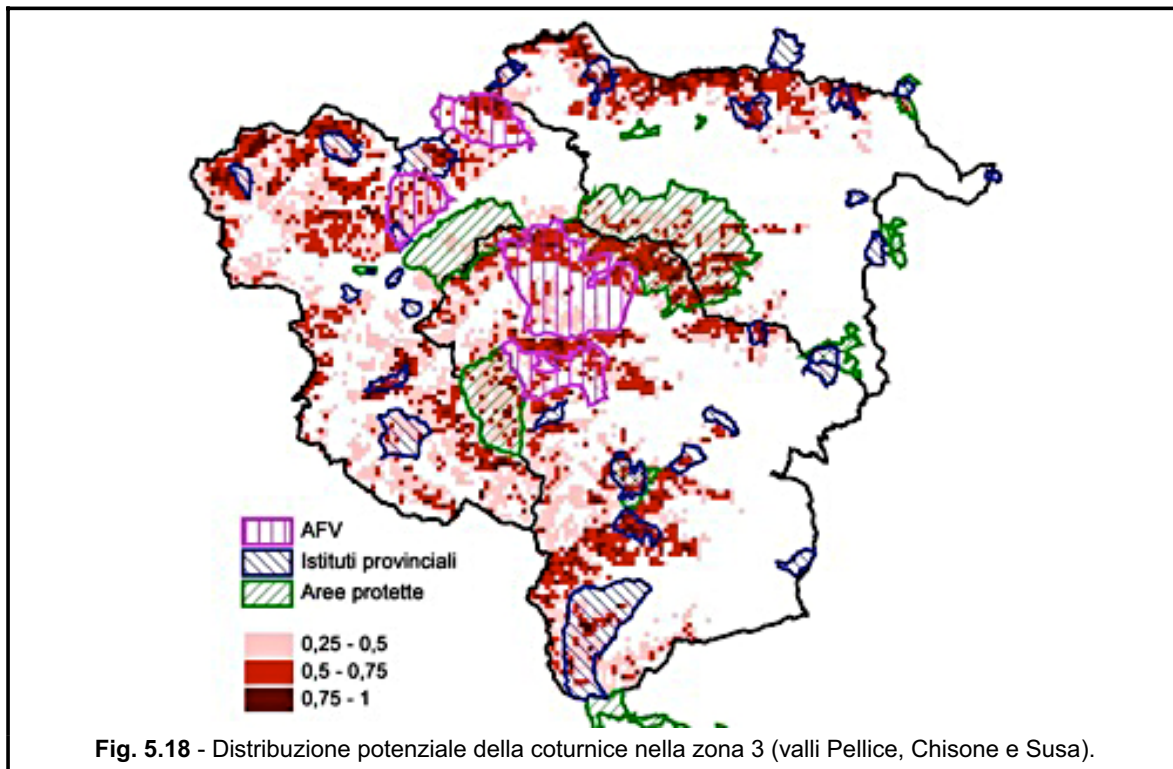 AFV
Istituti provinciali
Aree protette
0,25 - 0,5
0,5 - 0,75
0,75 - 1
Fig. 5.18 - Distribuzione potenziale della coturnice nella zona 3 (valli Pellice, Chisone e Susa).